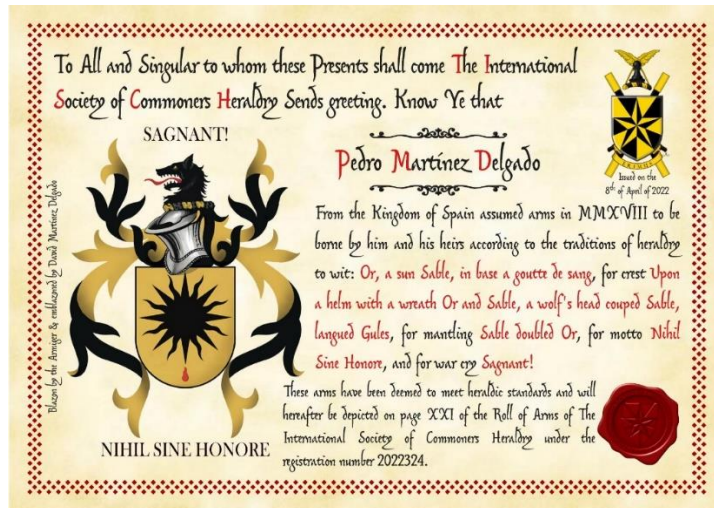 To All and Singular to whom these Presents shall come The International
Society of Commoners Heraldry Sends greeting. Know Ye that
SAGNANT!
Pedro Martínez Delgado
Issued on the
8th of April of 2022
From the Kingdom of Spain assumed arms in MMXVIII to be
borne by him and his heirs according to the traditions of heraldry
to wit: Or, a sun Sable, in base a goutte de sang, for crest Upon
a helm with a wreath Or and Sable, a wolf's head couped Sable,
langued Gules, for mantling Sable doubled Or, for motto Nihil
Sine Honore, and for war cry Sagnant!
These arms have been deemed to meet heraldic standards and will
hereafter be depicted on page XXI of the Roll of Arms of The
International Society of Commoners Heraldry under the
registration number 2022324.
NIHIL SINE HONORE
Blazon by the Armiger & emblazoned by David Martínez Delgado